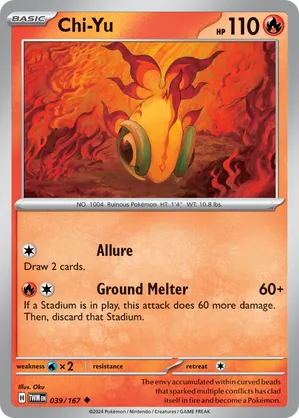 BASIC
Chi-Yu
HP 110
NO. 1004 Ruinous Pokémon HT: 1'4" WT: 10.8 lbs.
Allure
Draw 2 cards.
Ground Melter 60+
If a Stadium is in play, this attack does 60 more damage.
Then, discard that Stadium.
weakness ×2 resistance retreat
Illus. Oku
H TWM EN 039/167
The envy accumulated within curved beads
that sparked multiple conflicts has clad
itself in fire and become a Pokémon.
©2024 Pokémon / Nintendo / Creatures / GAME FREAK